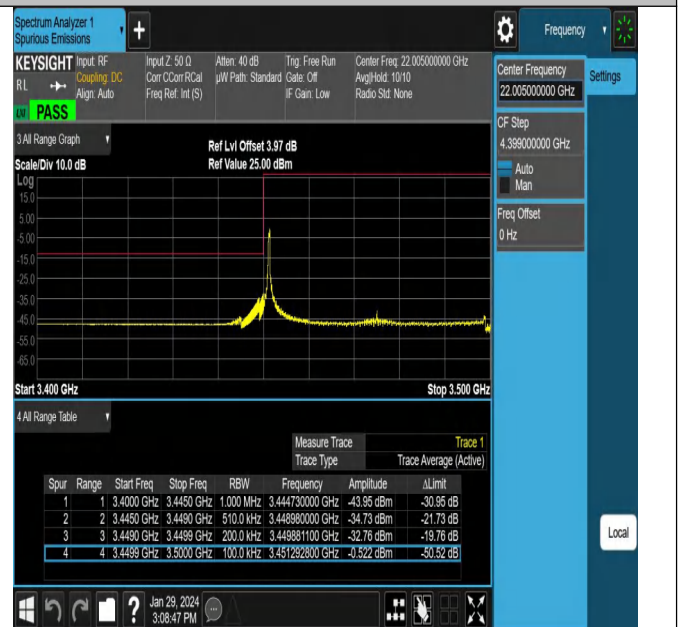 Spectrum Analyzer 1
Spurious Emissions
+
Frequency
KEYSIGHT Input: RF Input Z: 50 Ω Atten: 40 dB Trig: Free Run Center Freq: 22.005000000 GHz
RL Coupling: DC Corr CCorr RCal µW Path: Standard Gate: Off Avg|Hold: 10/10
Align: Auto Freq Ref: Int (S) IF Gain: Low Radio Std: None
LXI PASS
Center Frequency
22.005000000 GHz
Settings
CF Step
4.399000000 GHz
Auto
Man
Freq Offset
0 Hz
3 All Range Graph
Ref Lvl Offset 3.97 dB
Scale/Div 10.0 dB Ref Value 25.00 dBm
Log
15.0
5.00
-5.00
-15.0
-25.0
-35.0
-45.0
-55.0
-65.0
Start 3.400 GHz Stop 3.500 GHz
4 All Range Table
Measure Trace Trace 1
Trace Type Trace Average (Active)
Spur Range Start Freq Stop Freq RBW Frequency Amplitude ΔLimit
1 1 3.4000 GHz 3.4450 GHz 1.000 MHz 3.444730000 GHz -43.95 dBm -30.95 dB
2 2 3.4450 GHz 3.4490 GHz 510.0 kHz 3.448980000 GHz -34.73 dBm -21.73 dB
3 3 3.4490 GHz 3.4499 GHz 200.0 kHz 3.449881100 GHz -32.76 dBm -19.76 dB
4 4 3.4499 GHz 3.5000 GHz 100.0 kHz 3.451292800 GHz -0.522 dBm -50.52 dB
Local
?
Jan 29, 2024
3:08:47 PM